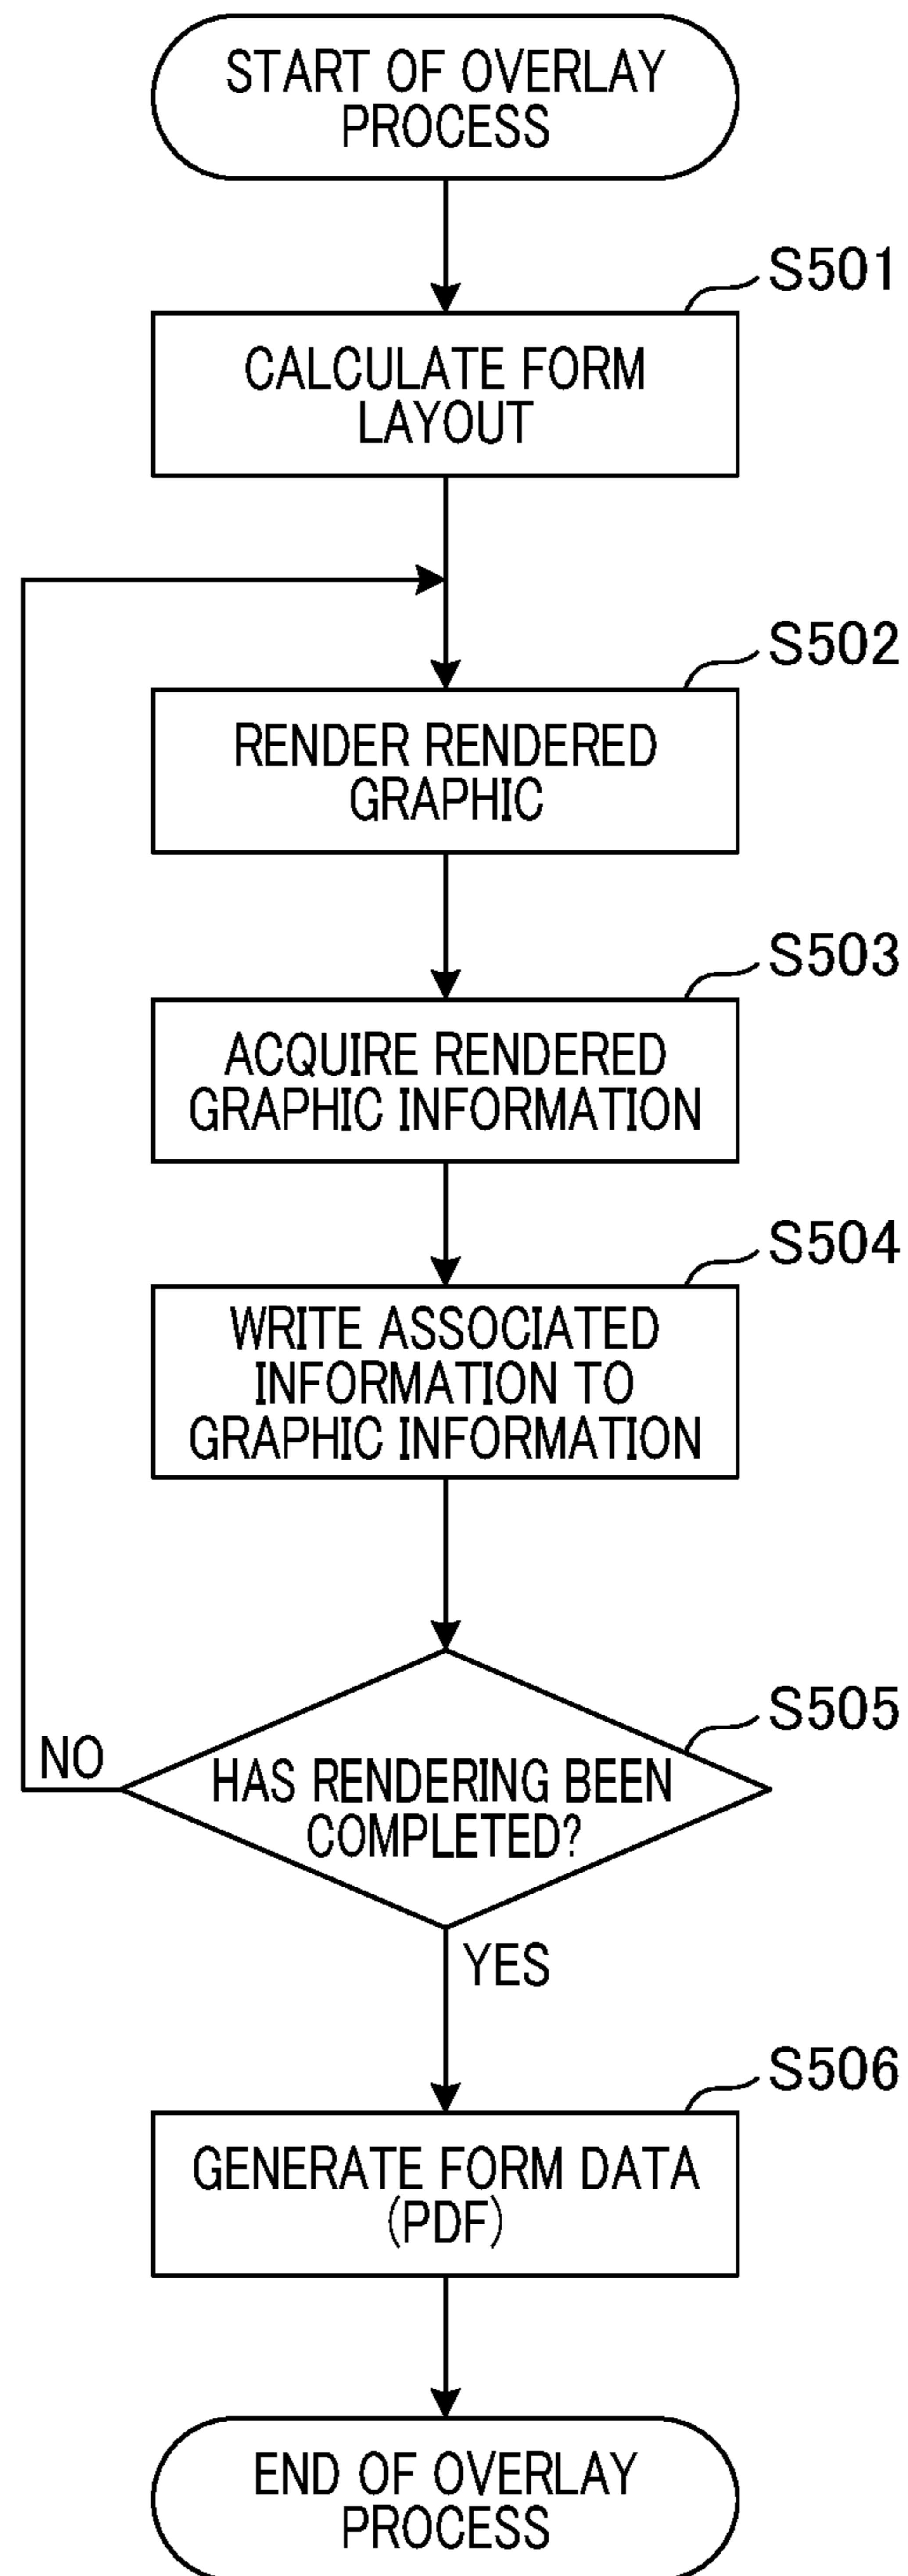 START OF OVERLAY
PROCESS
S501
CALCULATE FORM
LAYOUT
S502
RENDER RENDERED
GRAPHIC
S503
ACQUIRE RENDERED
GRAPHIC INFORMATION
S504
WRITE ASSOCIATED
INFORMATION TO
GRAPHIC INFORMATION
S505
HAS RENDERING BEEN
COMPLETED?
NO
YES
S506
GENERATE FORM DATA
(PDF)
END OF OVERLAY
PROCESS